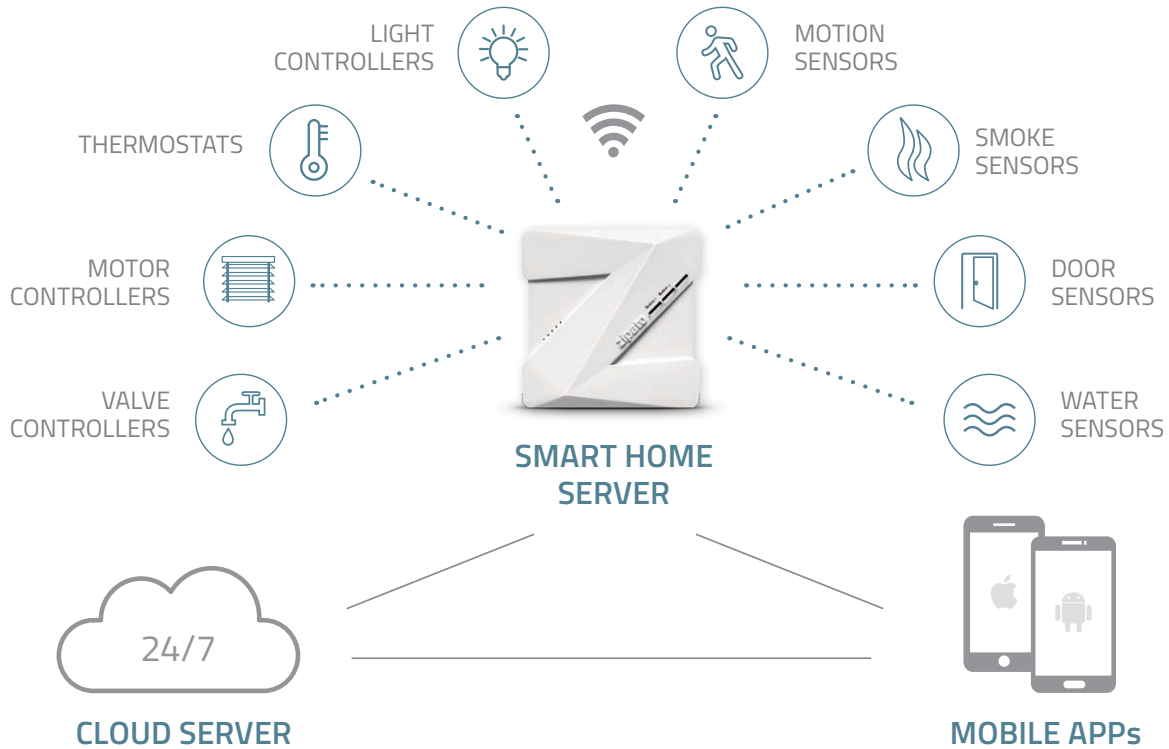 LIGHT
CONTROLLERS
MOTION
SENSORS
THERMOSTATS
SMOKE
SENSORS
MOTOR
CONTROLLERS
DOOR
SENSORS
zipato
VALVE
CONTROLLERS
WATER
SENSORS
SMART HOME
SERVER
24/7
CLOUD SERVER
MOBILE APPs